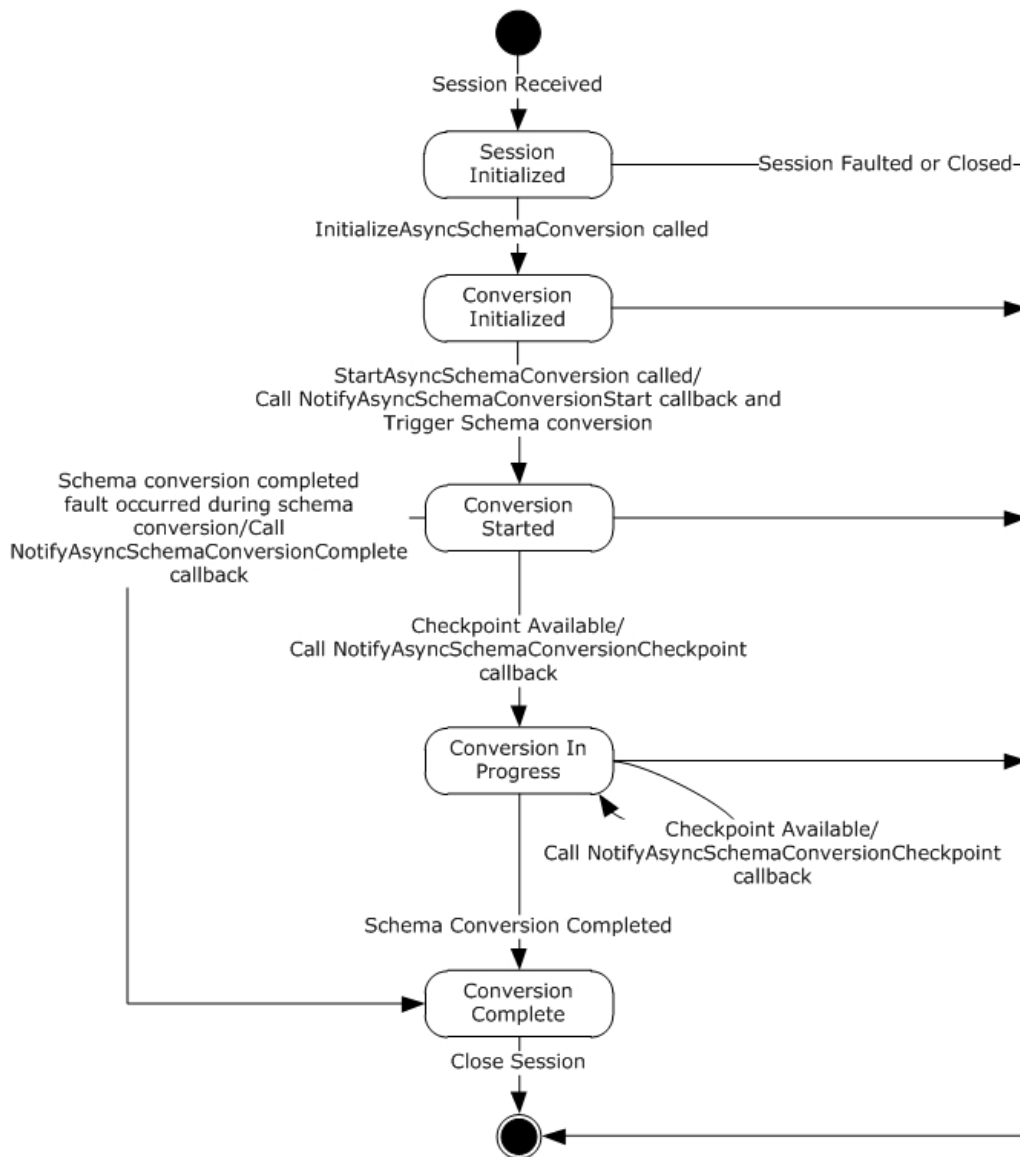 Session Received
Session
Initialized
Session Faulted or Closed
InitializeAsyncSchemaConversion called
Conversion
Initialized
StartAsyncSchemaConversion called/
Call NotifyAsyncSchemaConversionStart callback and
Trigger Schema conversion
Schema conversion completed
fault occurred during schema
conversion/Call
NotifyAsyncSchemaConversionComplete
callback
Conversion
Started
Checkpoint Available/
Call NotifyAsyncSchemaConversionCheckpoint
callback
Conversion In
Progress
Checkpoint Available/
Call NotifyAsyncSchemaConversionCheckpoint
callback
Schema Conversion Completed
Conversion
Complete
Close Session